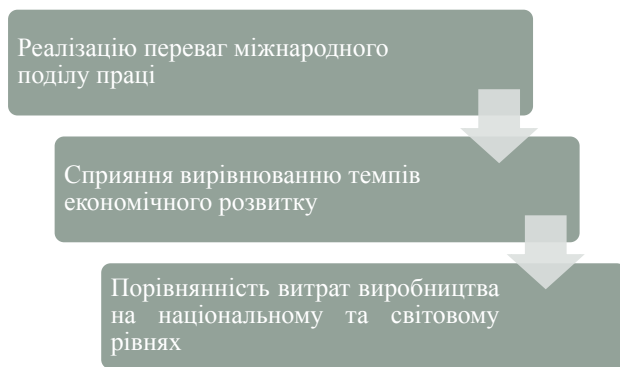 Реалізацію переваг міжнародного
поділу праці
Сприяння вирівнюванню темпів
економічного розвитку
Порівнянність витрат виробництва
на національному та світовому
рівнях